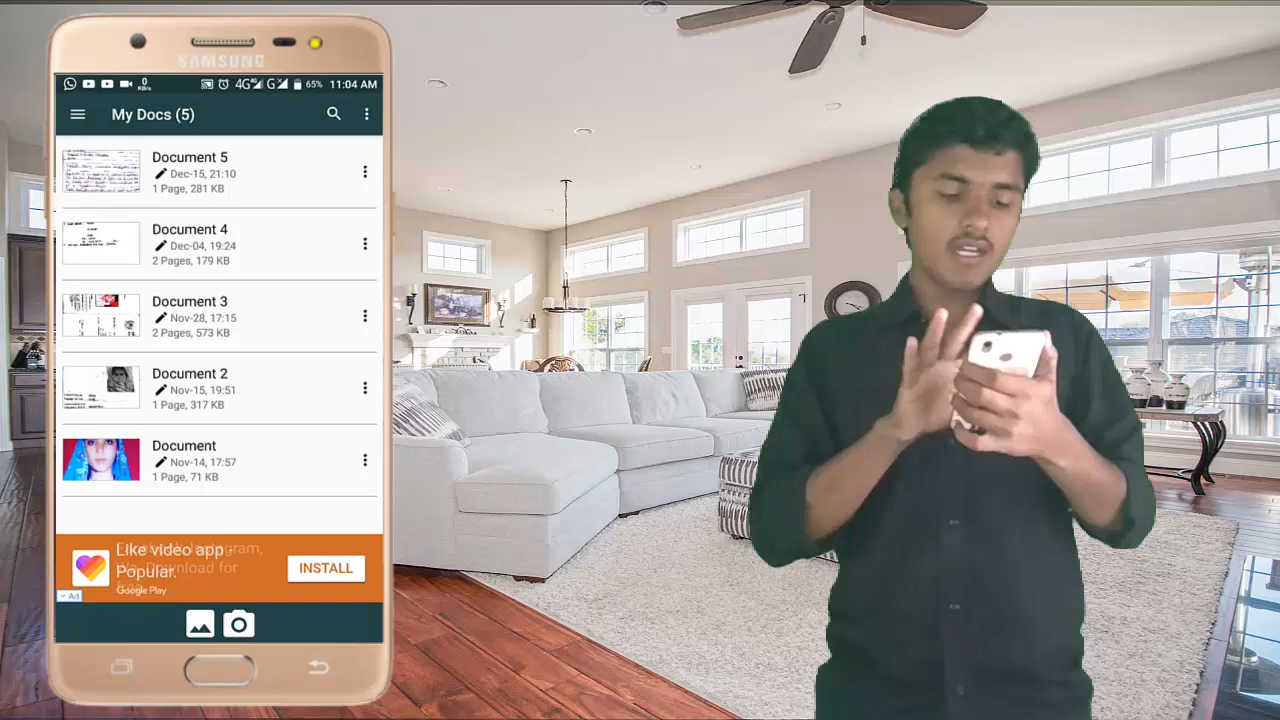 SAMSUNG
0
KB/s
4G
G
65%
11:04 AM
My Docs (5)
Document 5
Dec-15, 21:10
1 Page, 281 KB
Document 4
Dec-04, 19:24
2 Pages, 179 KB
Document 3
Nov-28, 17:15
2 Pages, 573 KB
Document 2
Nov-15, 19:51
1 Page, 317 KB
Document
Nov-14, 17:57
1 Page, 71 KB
Like video app -
Popular.
Google Play
INSTALL
Ad